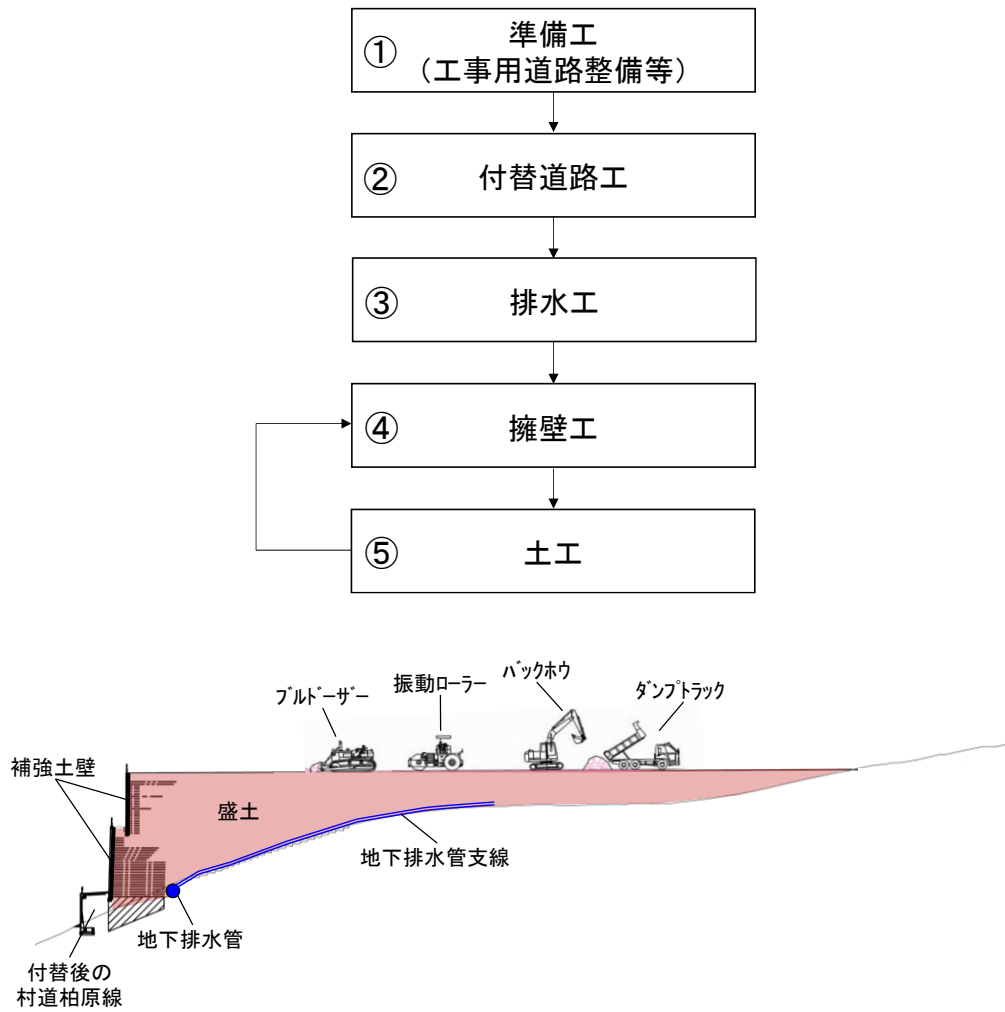 ①
準備工
（工事用道路整備等）
②
付替道路工
③
排水工
④
擁壁工
⑤
土工
ﾌﾞﾙﾄﾞｰｻﾞｰ
振動ﾛｰﾗｰ
ﾊﾞｯｸﾎｳ
ﾀﾞﾝﾌﾟﾄﾗｯｸ
補強土壁
盛土
地下排水管支線
地下排水管
付替後の
村道柏原線